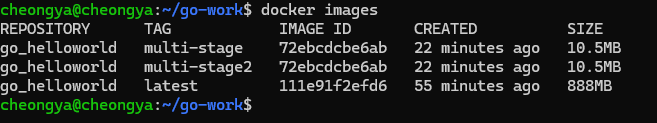 cheongya@cheongya:~/go-work$ docker images
REPOSITORY TAG IMAGE ID CREATED SIZE
go_helloworld multi-stage 72ebcdcbe6ab 22 minutes ago 10.5MB
go_helloworld multi-stage2 72ebcdcbe6ab 22 minutes ago 10.5MB
go_helloworld latest 111e91f2efd6 55 minutes ago 888MB
cheongya@cheongya:~/go-work$